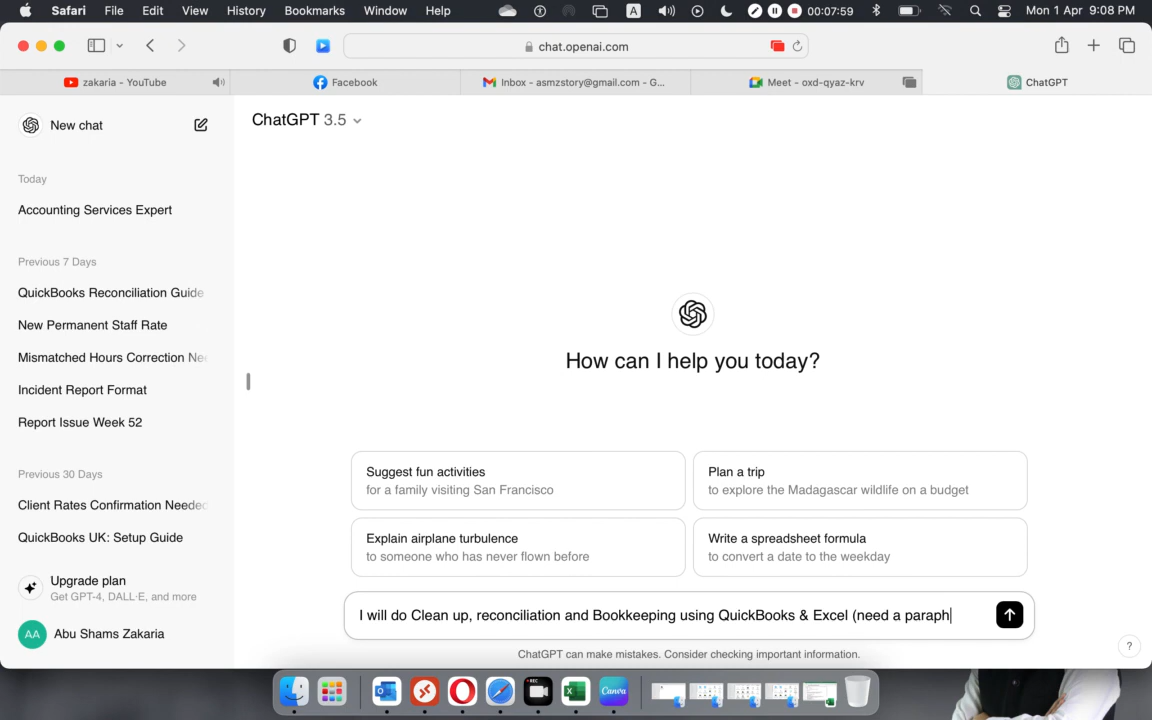 Safari File Edit View History Bookmarks Window Help A 00:07:59 Mon 1 Apr 9:08 PM
chat.openai.com
zakaria - YouTube
Facebook
Inbox - asmzstory@gmail.com - G...
Meet - oxd-qyaz-krv
ChatGPT
New chat
ChatGPT 3.5
Today
Accounting Services Expert
Previous 7 Days
QuickBooks Reconciliation Guide
New Permanent Staff Rate
Mismatched Hours Correction Nee
Incident Report Format
Report Issue Week 52
Previous 30 Days
Client Rates Confirmation Needed
QuickBooks UK: Setup Guide
Upgrade plan
Get GPT-4, DALL·E, and more
AA Abu Shams Zakaria
How can I help you today?
Suggest fun activities
for a family visiting San Francisco
Plan a trip
to explore the Madagascar wildlife on a budget
Explain airplane turbulence
to someone who has never flown before
Write a spreadsheet formula
to convert a date to the weekday
I will do Clean up, reconciliation and Bookkeeping using QuickBooks & Excel (need a paraph
ChatGPT can make mistakes. Consider checking important information.
?
REC
Canva